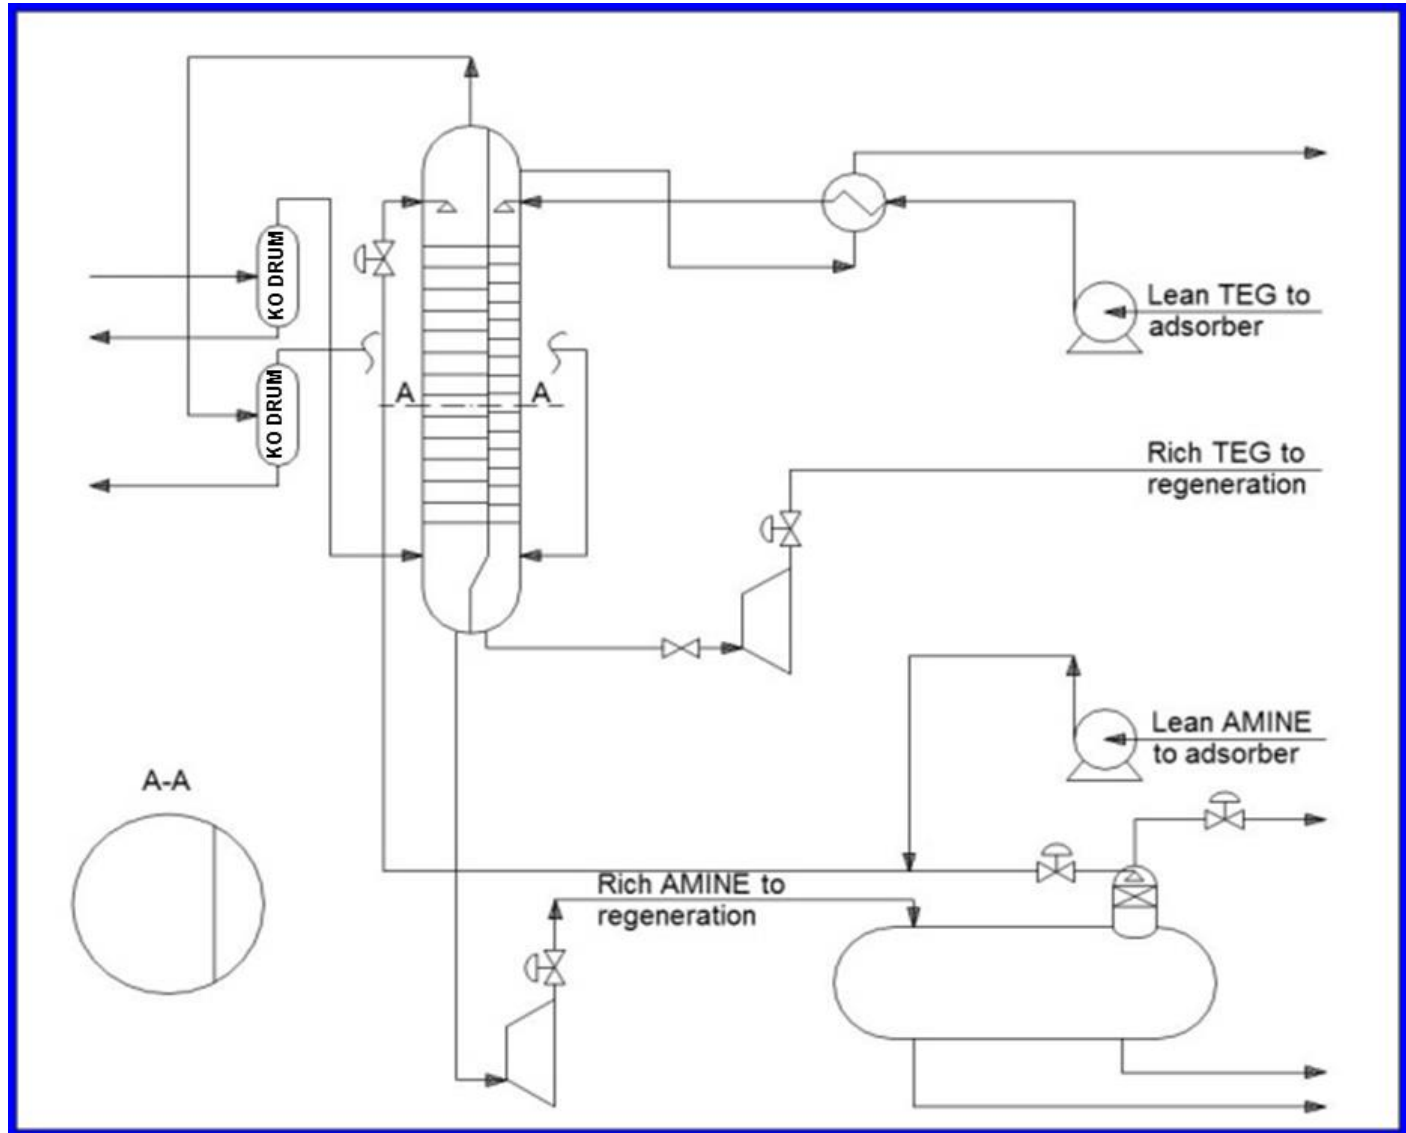 KO DRUM
KO DRUM
A
A
Lean TEG to
adsorber
Rich TEG to
regeneration
Lean AMINE
to adsorber
A-A
Rich AMINE to
regeneration